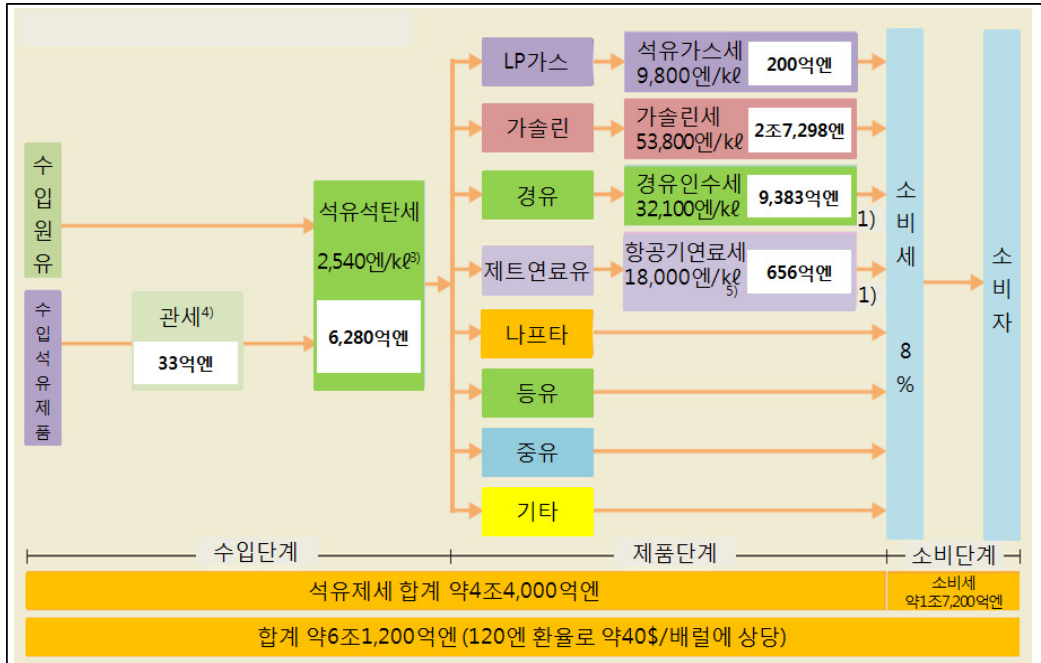 수입원유
수입석유제품
관세4)
33억엔
석유석탄세
2,540엔/kℓ3)
6,280억엔
LP가스
석유가스세
9,800엔/kℓ
200억엔
가솔린
가솔린세
53,800엔/kℓ
2조7,298엔
경유
경유인수세
32,100엔/kℓ
9,383억엔
1)
제트연료유
항공기연료세
18,000엔/kℓ
5)
656억엔
1)
나프타
등유
중유
기타
소비세
8%
소비자
수입단계
제품단계
소비단계
석유제세 합계 약4조4,000억엔
소비세
약1조7,200억엔
합계 약6조1,200억엔 (120엔 환율로 약40$/배럴에 상당)